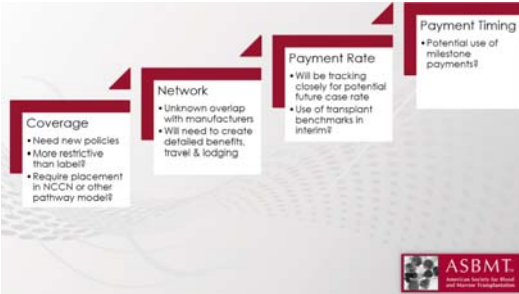 Coverage
•Need new policies
•More restrictive
than label?
•Require placement
in NCCN or other
pathway model?
Network
•Unknown overlap
with manufacturers
•Will need to create
detailed benefits,
travel & lodging
Payment Rate
•Will be tracking
closely for potential
future case rate
•Use of transplant
benchmarks in
interim?
Payment Timing
•Potential use of
milestone
payments?
ASBMT™
American Society for Blood
and Marrow Transplantation